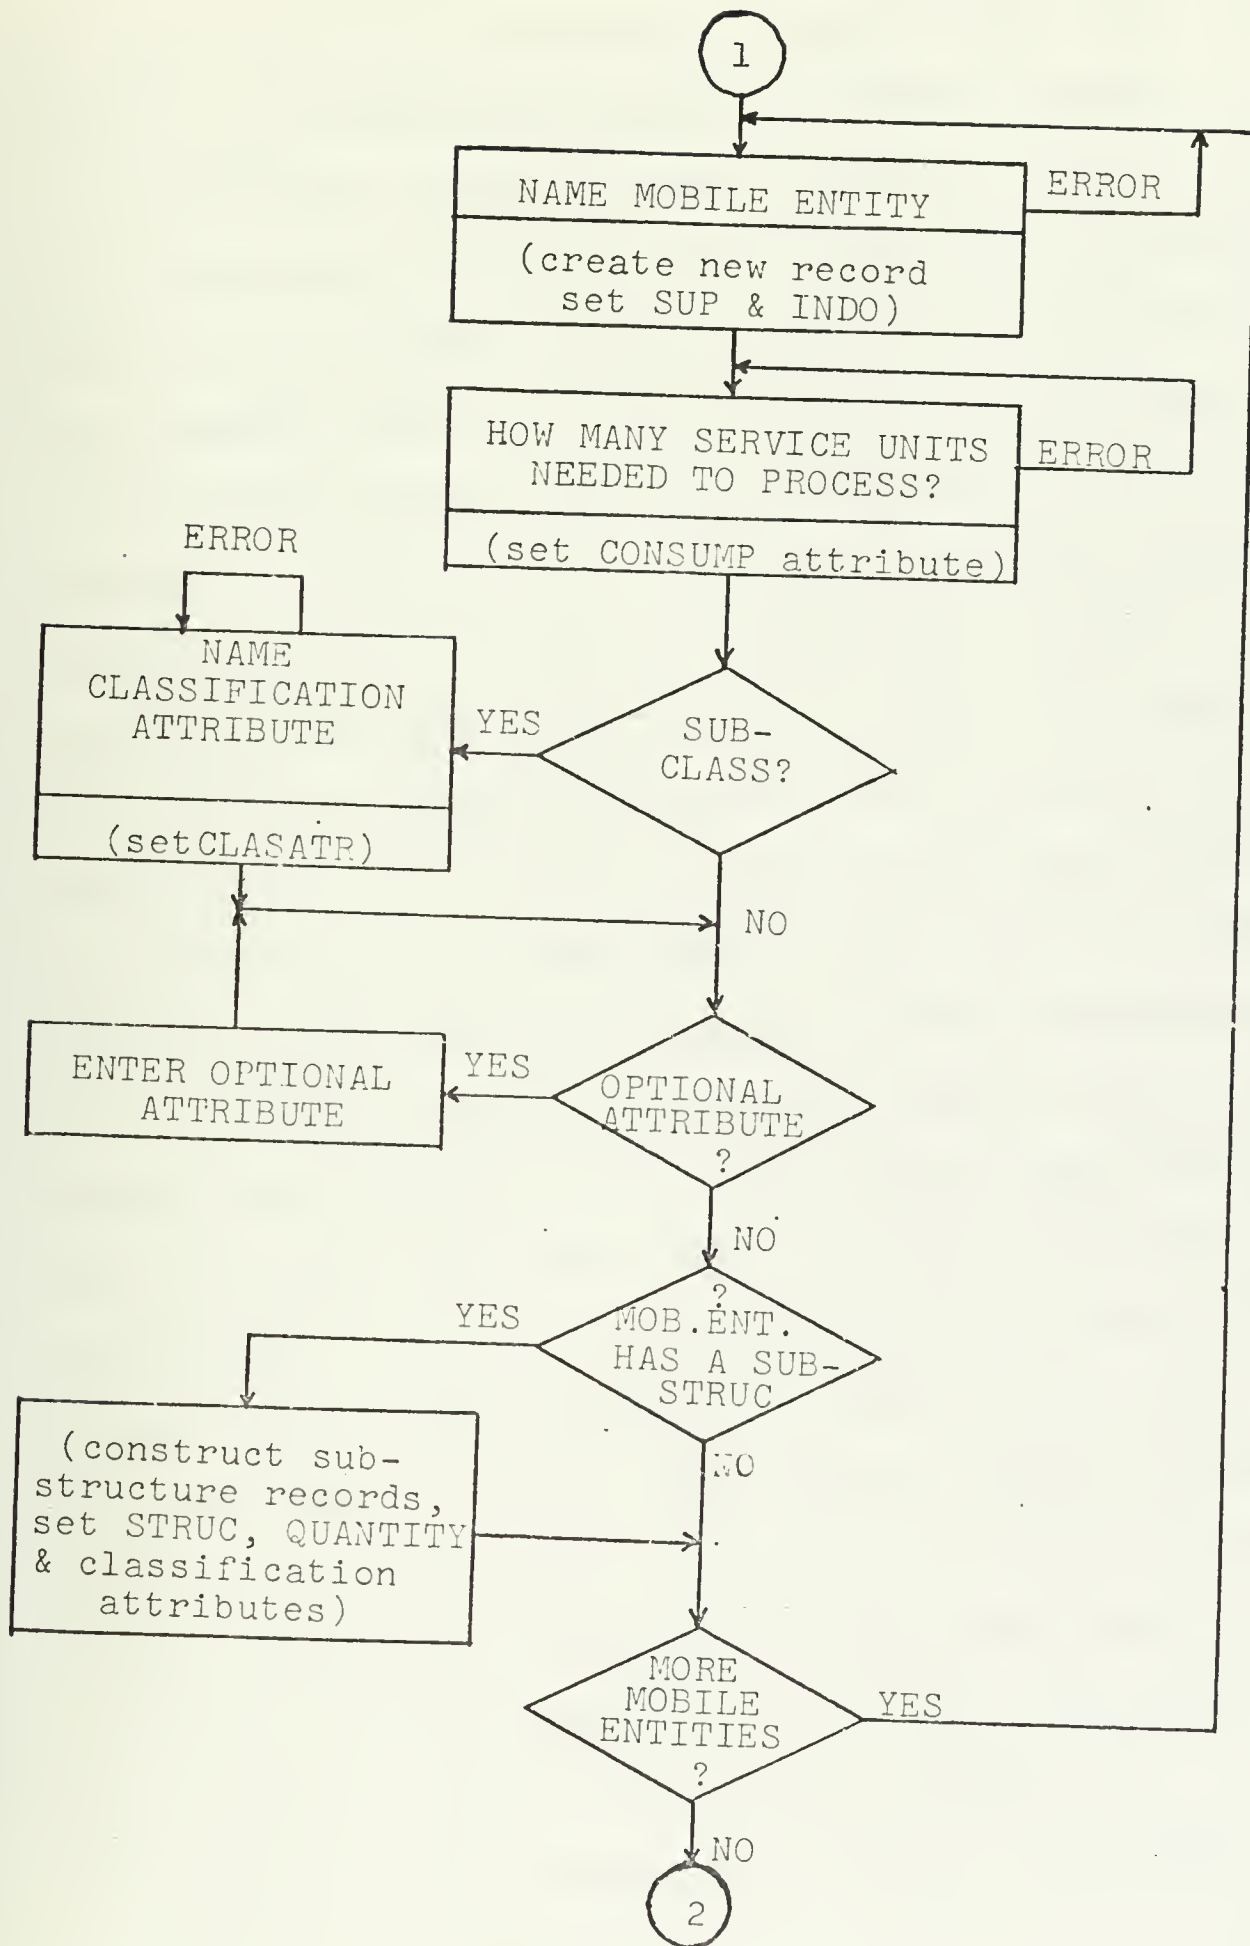 1
NAME MOBILE ENTITY
ERROR
(create new record
set SUP & INDO)
HOW MANY SERVICE UNITS
NEEDED TO PROCESS?
ERROR
(set CONSUMP attribute)
ERROR
NAME
CLASSIFICATION
ATTRIBUTE
(setCLASATR)
YES
SUB-
CLASS?
NO
ENTER OPTIONAL
ATTRIBUTE
YES
OPTIONAL
ATTRIBUTE
?
NO
YES
?
MOB.ENT.
HAS A SUB-
STRUC
NO
(construct sub-
structure records,
set STRUC, QUANTITY
& classification
attributes)
MORE
MOBILE
ENTITIES
?
YES
NO
2